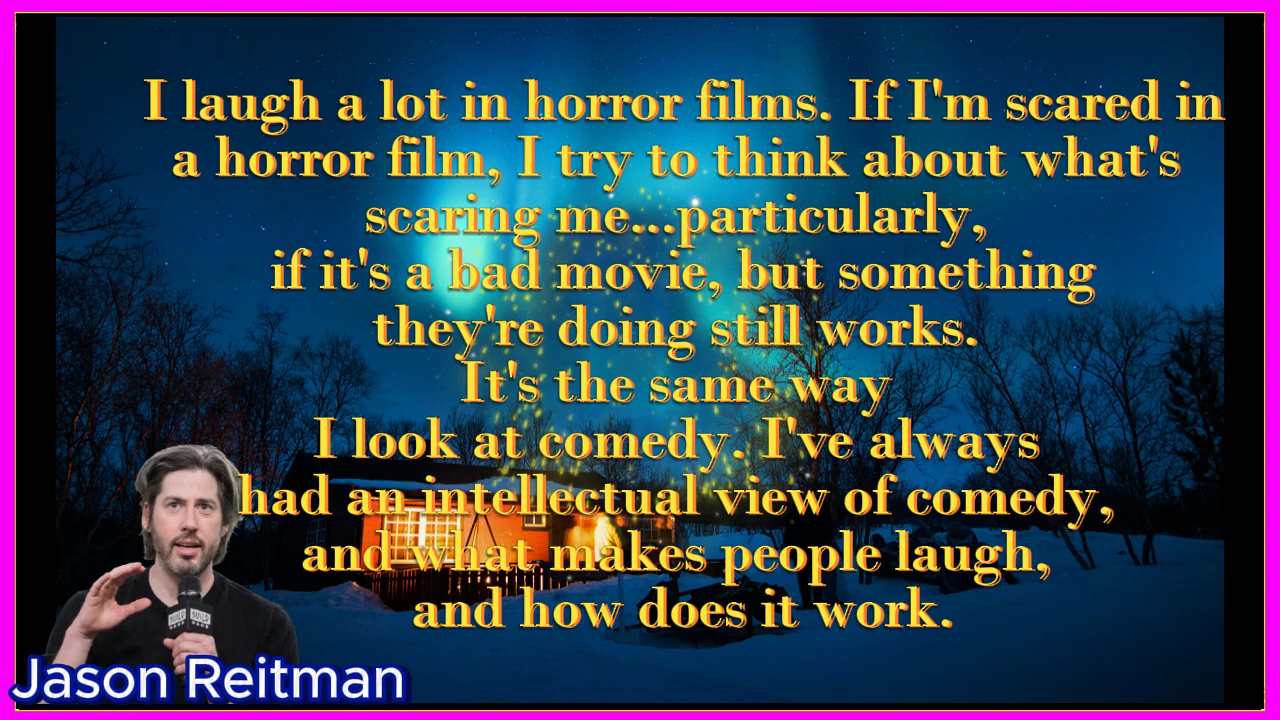 I laugh a lot in horror films. If I'm scared in
a horror film, I try to think about what's
scaring me...particularly,
if it's a bad movie, but something
they're doing still works.
It's the same way
I look at comedy. I've always
had an intellectual view of comedy,
and what makes people laugh,
and how does it work.
Jason Reitman